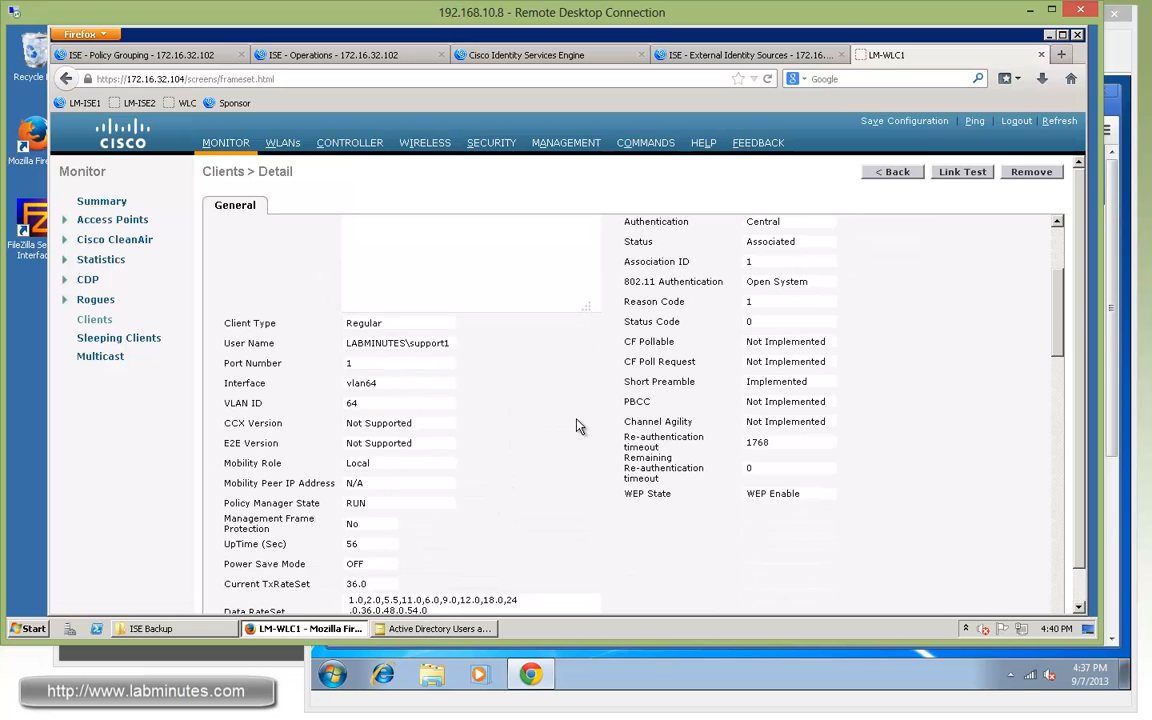 192.168.10.8 - Remote Desktop Connection
Firefox
ISE - Policy Grouping - 172.16.32.102
ISE - Operations - 172.16.32.102
Cisco Identity Services Engine
ISE - External Identity Sources - 172.16....
LM-WLC1
https://172.16.32.104/screens/frameset.html
Google
LM-ISE1
LM-ISE2
WLC
Sponsor
Recycle
Mozilla Fire
FileZilla Se
Interfac
Save Configuration
Ping
Logout
Refresh
CISCO
MONITOR
WLANs
CONTROLLER
WIRELESS
SECURITY
MANAGEMENT
COMMANDS
HELP
FEEDBACK
Monitor
Summary
Access Points
Cisco CleanAir
Statistics
CDP
Rogues
Clients
Sleeping Clients
Multicast
Clients > Detail
< Back
Link Test
Remove
General
Client Type Regular
User Name LABMINUTES\support1
Port Number 1
Interface vlan64
VLAN ID 64
CCX Version Not Supported
E2E Version Not Supported
Mobility Role Local
Mobility Peer IP Address N/A
Policy Manager State RUN
Management Frame
Protection No
UpTime (Sec) 56
Power Save Mode OFF
Current TxRateSet 36.0
Data RateSet 1.0,2.0,5.5,11.0,6.0,9.0,12.0,18.0,24
.0,36.0,48.0,54.0
Authentication Central
Status Associated
Association ID 1
802.11 Authentication Open System
Reason Code 1
Status Code 0
CF Pollable Not Implemented
CF Poll Request Not Implemented
Short Preamble Implemented
PBCC Not Implemented
Channel Agility Not Implemented
Re-authentication
timeout 1768
Remaining
Re-authentication
timeout 0
WEP State WEP Enable
Start
ISE Backup
LM-WLC1 - Mozilla Fir...
Active Directory Users a...
4:40 PM
4:37 PM
9/7/2013
http://www.labminutes.com